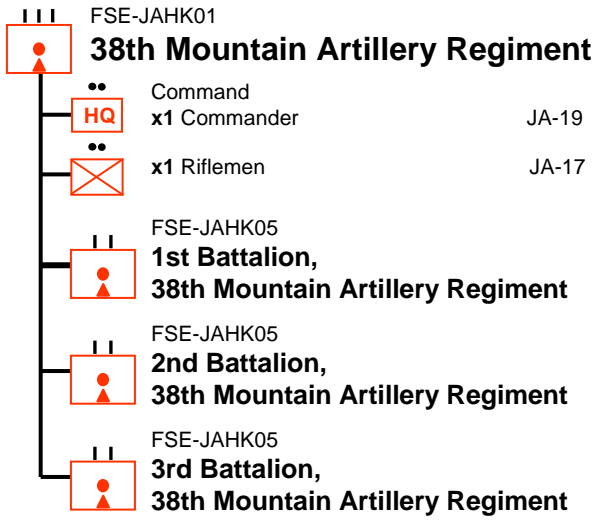 FSE-JAHK01
38th Mountain Artillery Regiment
Command
HQ x1 Commander JA-19
x1 Riflemen JA-17
FSE-JAHK05
1st Battalion,
38th Mountain Artillery Regiment
FSE-JAHK05
2nd Battalion,
38th Mountain Artillery Regiment
FSE-JAHK05
3rd Battalion,
38th Mountain Artillery Regiment